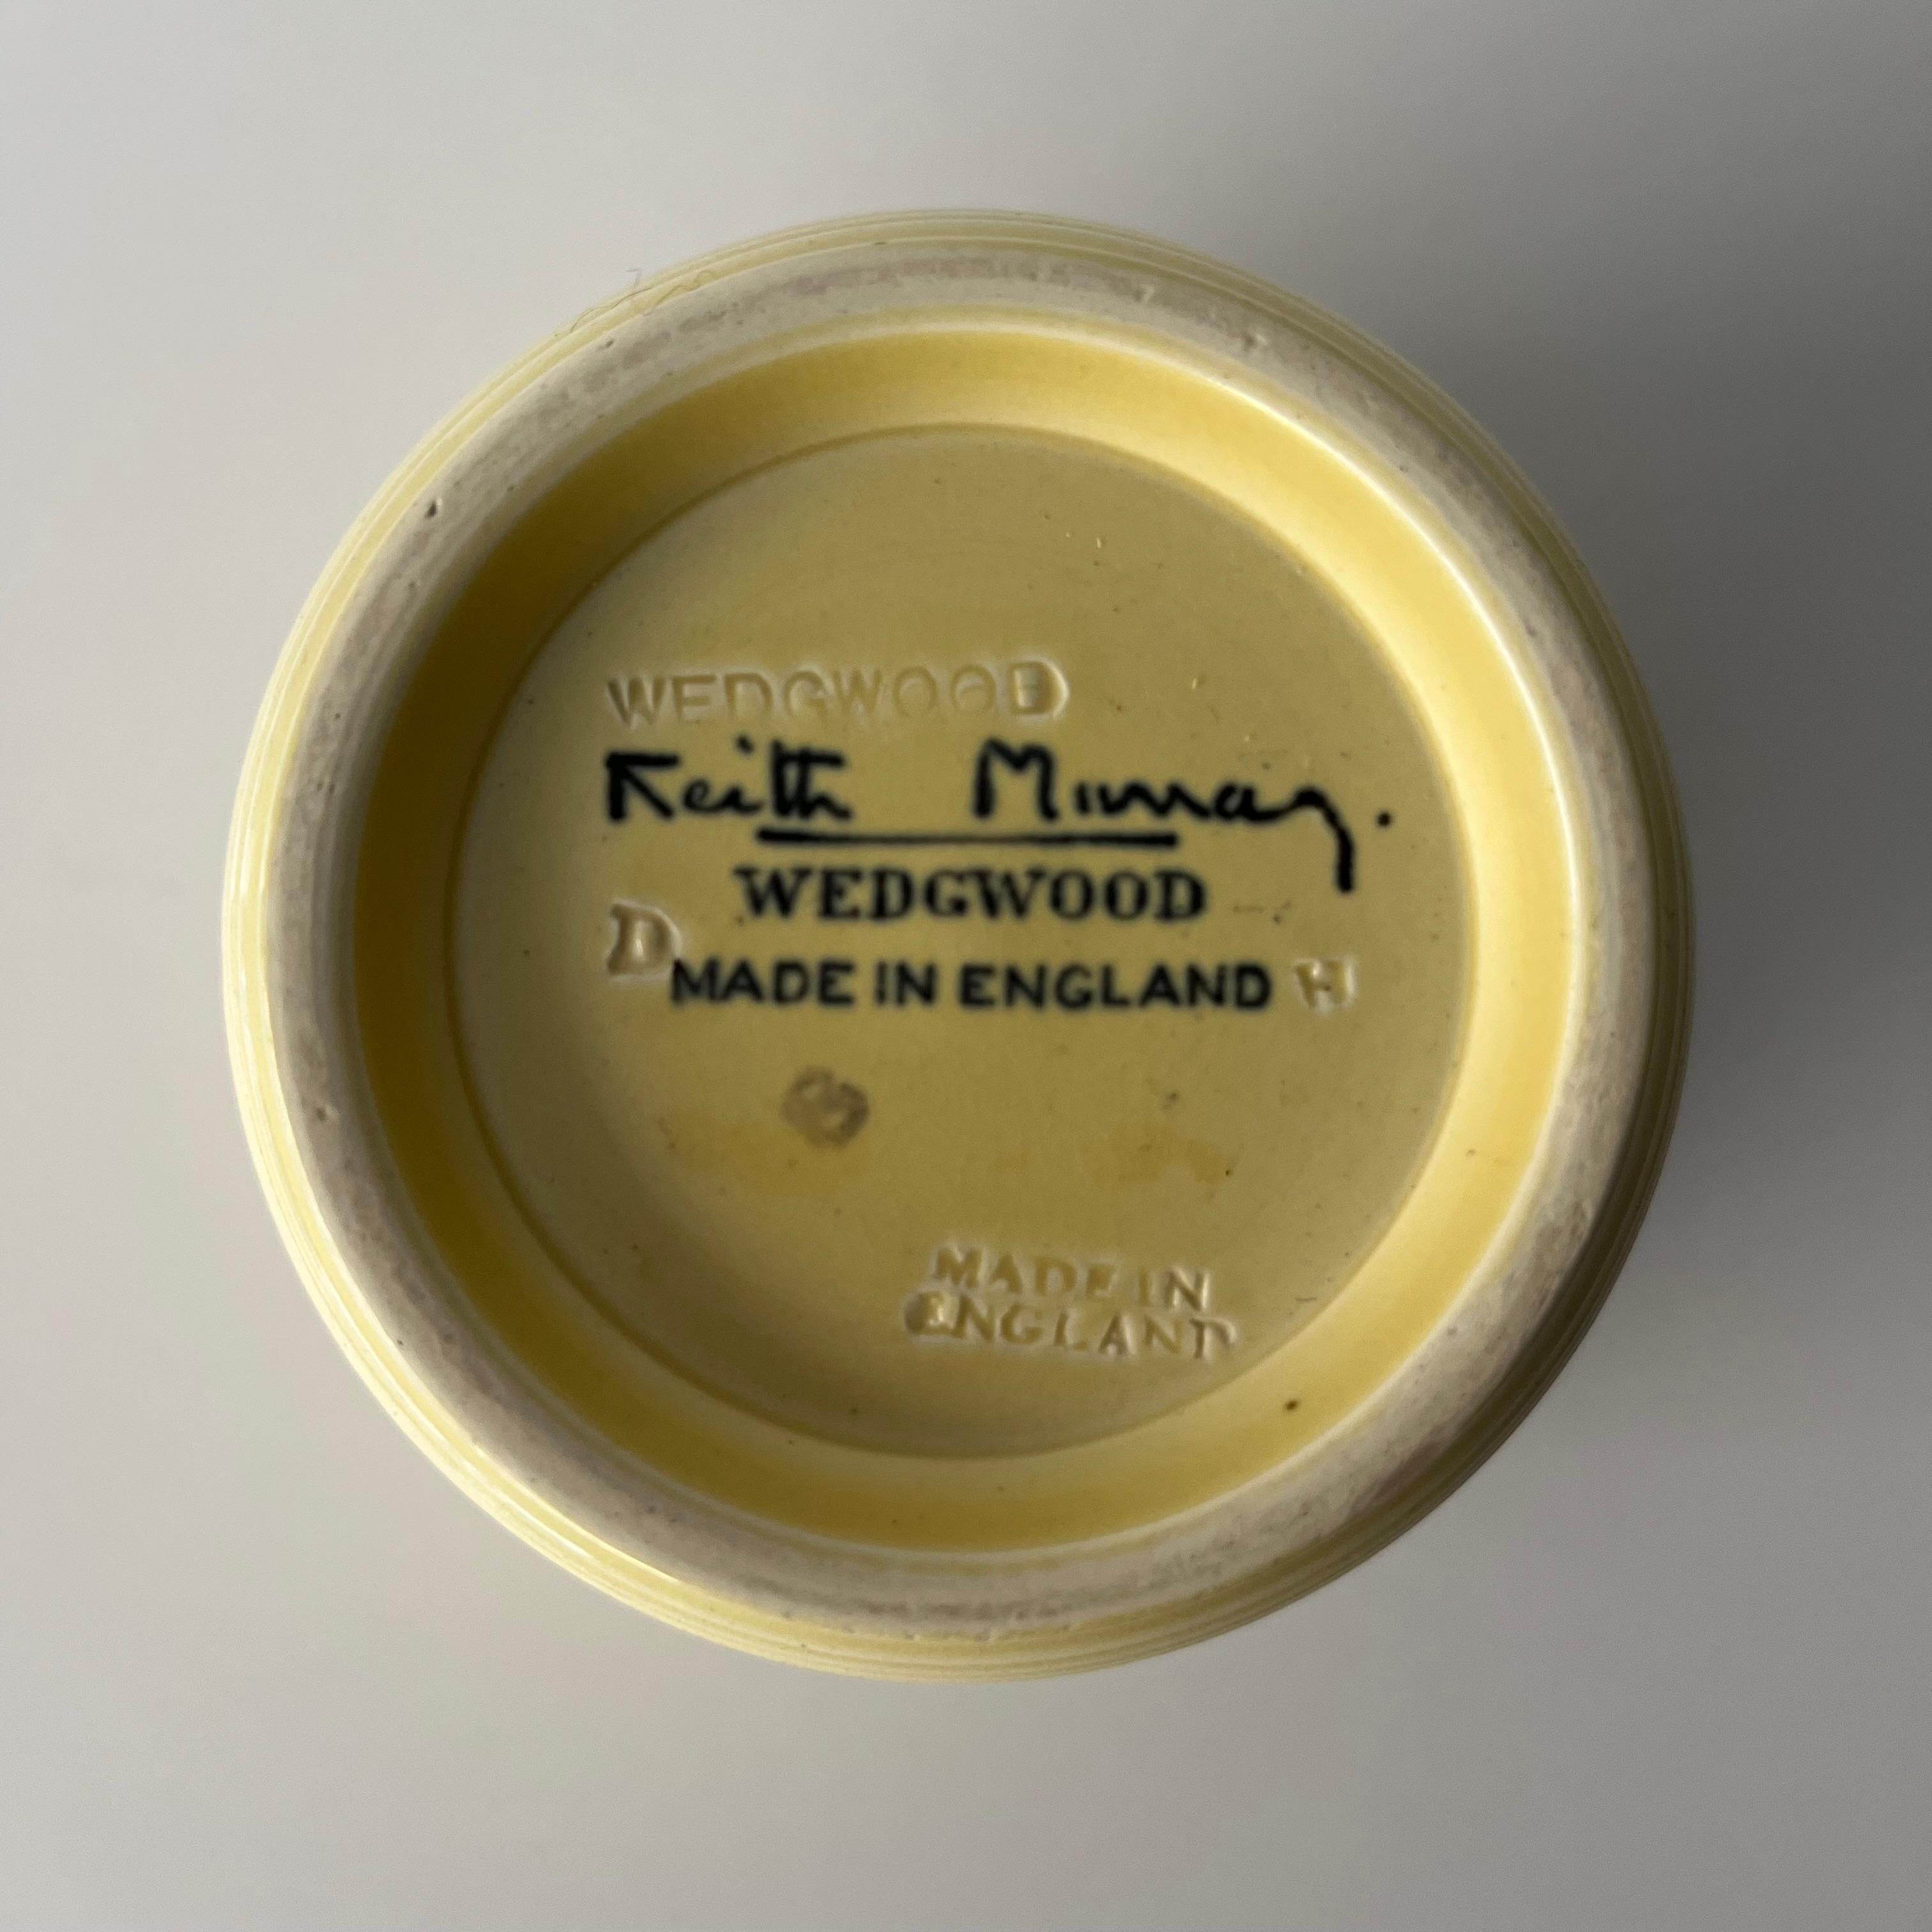 WEDGWOOD
Keith Murray.
WEDGWOOD
D
MADE IN ENGLAND H
MADE IN
ENGLAND